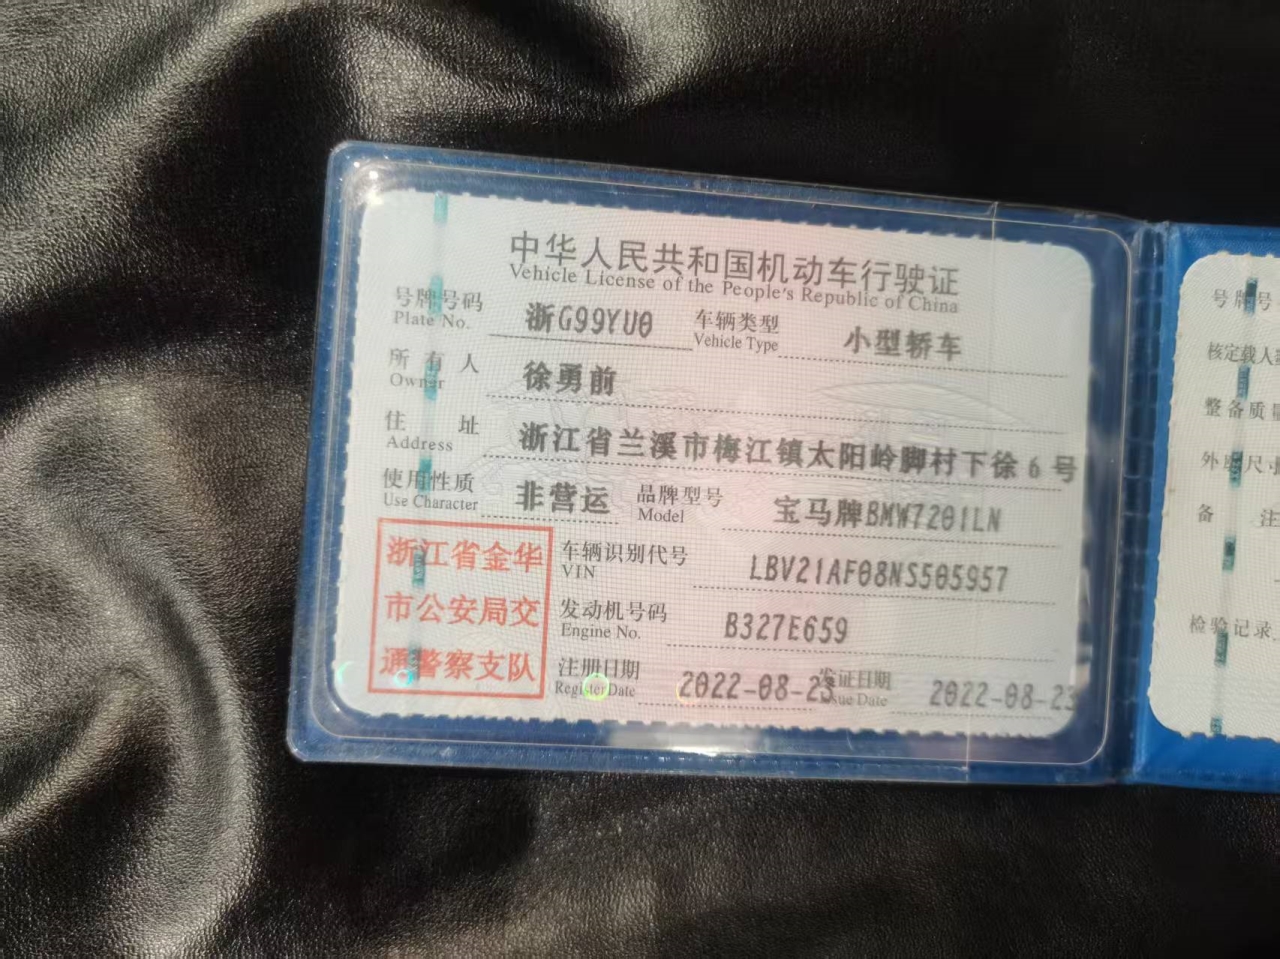 中华人民共和国机动车行驶证
Vehicle License of the People's Republic of China
号牌号码 浙G99YU0 车辆类型 小型轿车
Plate No. Vehicle Type
所有人 徐勇前
Owner
住址 浙江省兰溪市梅江镇太阳岭脚村下徐6号
Address
使用性质 非营运 品牌型号 宝马牌BMW7201LN
Use Character Model
浙江省金华
市公安局交
通警察支队
车辆识别代号 LBV21AF08NS505957
VIN
发动机号码 B327E659
Engine No.
注册日期 2022-08-23 发证日期 2022-08-23
Register Date Issue Date
号牌号
核定载人
整备质
外廓尺寸
备 注
检验记录